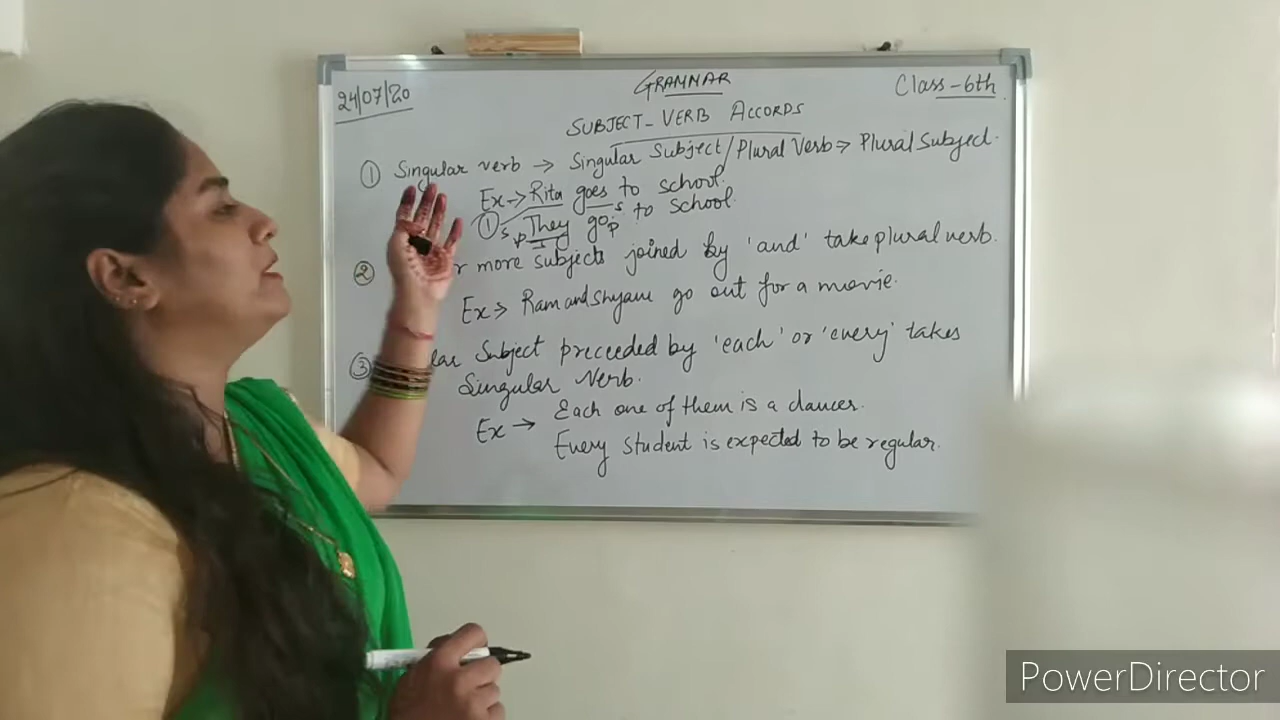 24/07/20
GRAMMAR
Class-6th
SUBJECT-VERB ACCORDS
① Singular verb → Singular Subject/Plural Verb → Plural Subject.
Ex → Rita goes to school.
① s p They go p s to school.
② r more subjects joined by 'and' take plural verb.
Ex → Ram and Shyam go out for a movie.
③ lar Subject preceeded by 'each' or 'every' takes
Singular Verb.
Ex → Each one of them is a dancer.
Every student is expected to be regular.
PowerDirector